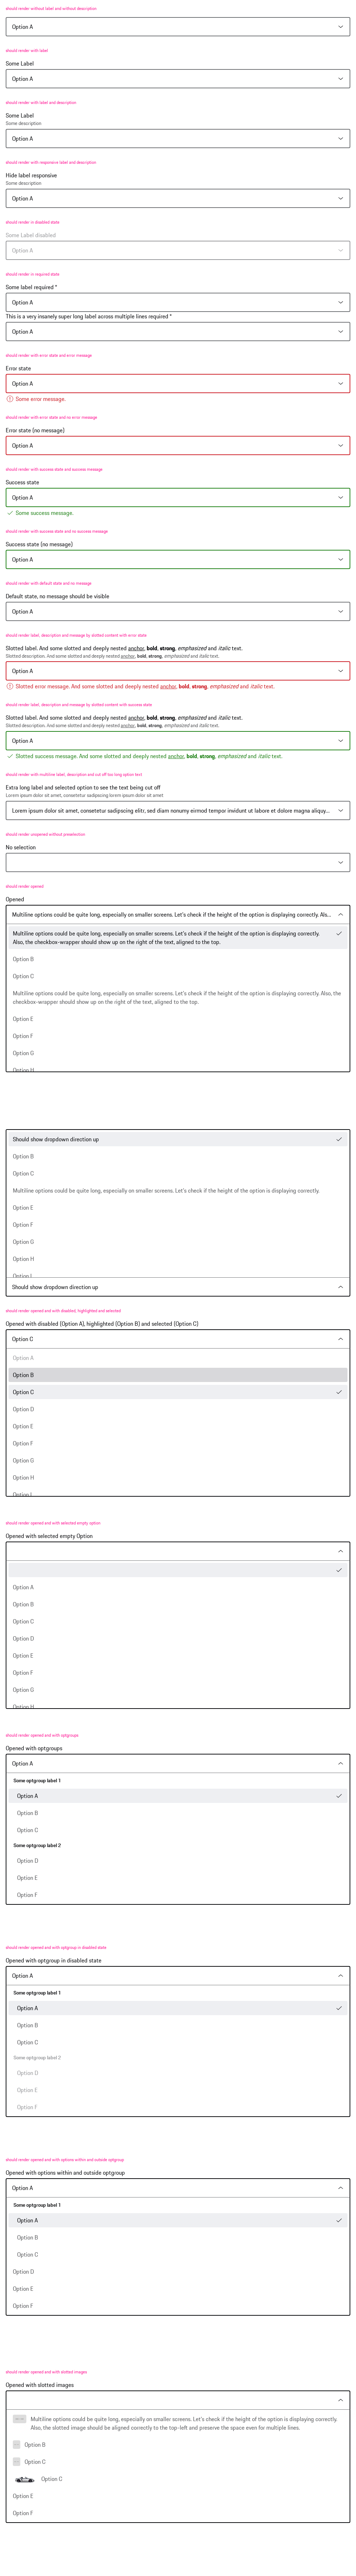 should render without label and without description
Option A
should render with label
Some Label
Option A
should render with label and description
Some Label
Some description
Option A
should render with responsive label and description
Hide label responsive
Some description
Option A
should render in disabled state
Some Label disabled
Option A
should render in required state
Some label required *
Option A
This is a very insanely super long label across multiple lines required *
Option A
should render with error state and error message
Error state
Option A
Some error message.
should render with error state and no error message
Error state (no message)
Option A
should render with success state and success message
Success state
Option A
Some success message.
should render with success state and no success message
Success state (no message)
Option A
should render with default state and no message
Default state, no message should be visible
Option A
should render label, description and message by slotted content with error state
Slotted label. And some slotted and deeply nested anchor, bold, strong, emphasized and italic text.
Slotted description. And some slotted and deeply nested anchor, bold, strong, emphasized and italic text.
Option A
Slotted error message. And some slotted and deeply nested anchor, bold, strong, emphasized and italic text.
should render label, description and message by slotted content with success state
Slotted label. And some slotted and deeply nested anchor, bold, strong, emphasized and italic text.
Slotted description. And some slotted and deeply nested anchor, bold, strong, emphasized and italic text.
Option A
Slotted success message. And some slotted and deeply nested anchor, bold, strong, emphasized and italic text.
should render with multiline label, description and cut off too long option text
Extra long label and selected option to see the text being cut off
Lorem ipsum dolor sit amet, consetetur sadipscing lorem ipsum dolor sit amet
Lorem ipsum dolor sit amet, consetetur sadipscing elitr, sed diam nonumy eirmod tempor invidunt ut labore et dolore magna aliquy...
should render unopened without preselection
No selection
should render opened
Opened
Multiline options could be quite long, especially on smaller screens. Let's check if the height of the option is displaying correctly. Als...
Multiline options could be quite long, especially on smaller screens. Let's check if the height of the option is displaying correctly.
Also, the checkbox-wrapper should show up on the right of the text, aligned to the top.
Option B
Option C
Multiline options could be quite long, especially on smaller screens. Let's check if the height of the option is displaying correctly. Also, the
checkbox-wrapper should show up on the right of the text, aligned to the top.
Option E
Option F
Option G
Option H
Should show dropdown direction up
Option B
Option C
Multiline options could be quite long, especially on smaller screens. Let's check if the height of the option is displaying correctly.
Option E
Option F
Option G
Option H
Option I
Should show dropdown direction up
should render opened and with disabled, highlighted and selected
Opened with disabled (Option A), highlighted (Option B) and selected (Option C)
Option C
Option A
Option B
Option C
Option D
Option E
Option F
Option G
Option H
Option I
should render opened and with selected empty option
Opened with selected empty Option
Option A
Option B
Option C
Option D
Option E
Option F
Option G
Option H
should render opened and with optgroups
Opened with optgroups
Option A
Some optgroup label 1
Option A
Option B
Option C
Some optgroup label 2
Option D
Option E
Option F
should render opened and with optgroup in disabled state
Opened with optgroup in disabled state
Option A
Some optgroup label 1
Option A
Option B
Option C
Some optgroup label 2
Option D
Option E
Option F
should render opened and with options within and outside optgroup
Opened with options within and outside optgroup
Option A
Some optgroup label 1
Option A
Option B
Option C
Option D
Option E
Option F
should render opened and with slotted images
Opened with slotted images
Multiline options could be quite long, especially on smaller screens. Let's check if the height of the option is displaying correctly.
Also, the slotted image should be aligned correctly to the top-left and preserve the space even for multiple lines.
Option B
Option C
Option C
Option E
Option F